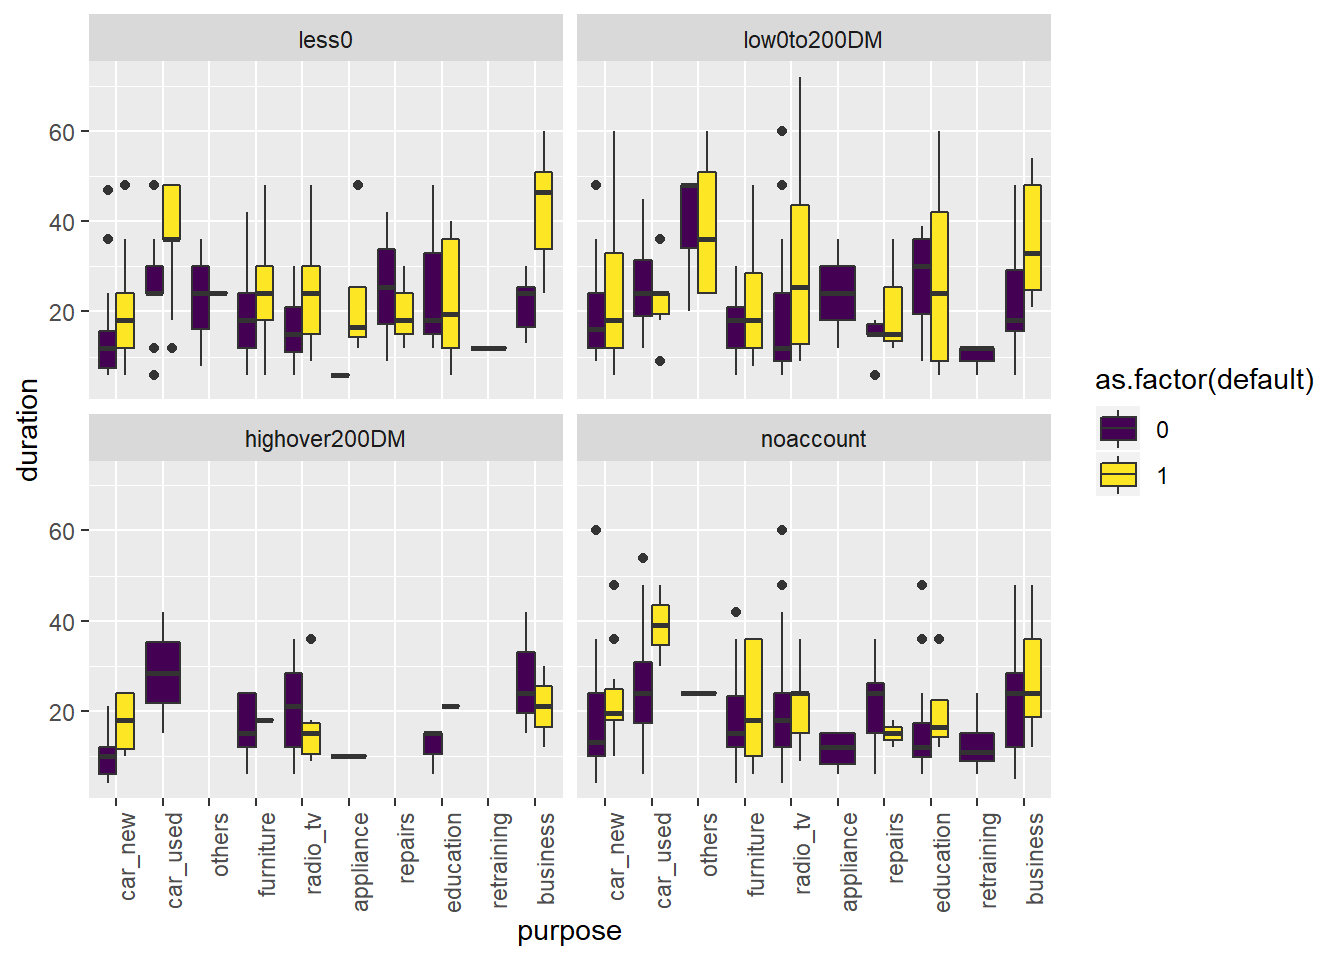 less0
low0to200DM
60
40
20
highover200DM
noaccount
60
40
20
duration
car_new
car_used
others
furniture
radio_tv
appliance
repairs
education
retraining
business
car_new
car_used
others
furniture
radio_tv
appliance
repairs
education
retraining
business
purpose
as.factor(default)
0
1